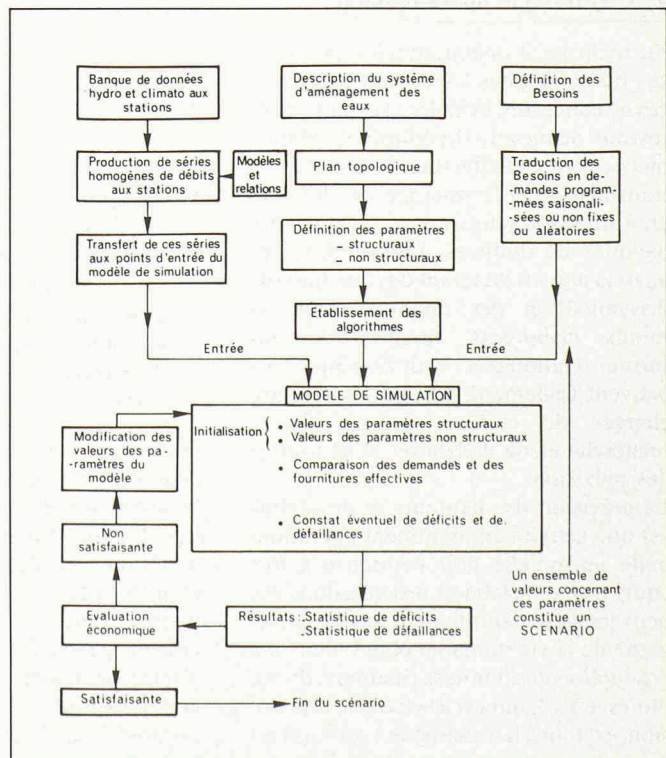 Banque de données
hydro et climato aux
stations
Description du système
d'aménagement des
eaux
Définition des
Besoins
Production de séries
homogènes de débits
aux stations
Modèles
et
relations
Plan topologique
Traduction des
Besoins en de-
mandes program-
mées saisonali-
sées ou non fixes
ou aléatoires
Transfert de ces séries
aux points d'entrée du
modèle de simulation
Définition des paramètres
– structuraux
– non structuraux
Etablissement des
algorithmes
Entrée
Entrée
MODELE DE SIMULATION
Initialisation { • Valeurs des paramètres structuraux
• Valeurs des paramètres non structuraux
• Comparaison des demandes et des
fournitures effectives
• Constat éventuel de déficits et de
défaillances
Modification des
valeurs des pa-
ramètres du
modèle
Non
satisfaisante
Evaluation
économique
Résultats: .Statistique de déficits
.Statistique de défaillances
Un ensemble de
valeurs concernant
ces paramètres
constitue un
SCENARIO
Satisfaisante
Fin du scénario